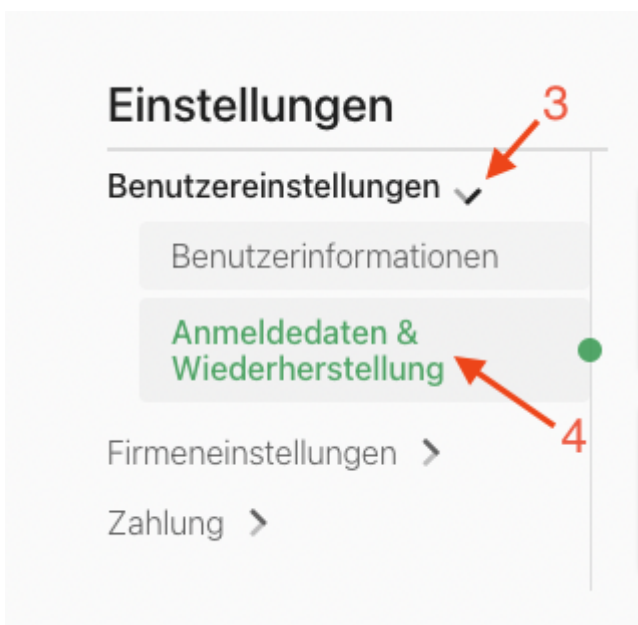 Einstellungen
3
Benutzereinstellungen
Benutzerinformationen
Anmeldedaten &
Wiederherstellung
4
Firmeneinstellungen
Zahlung